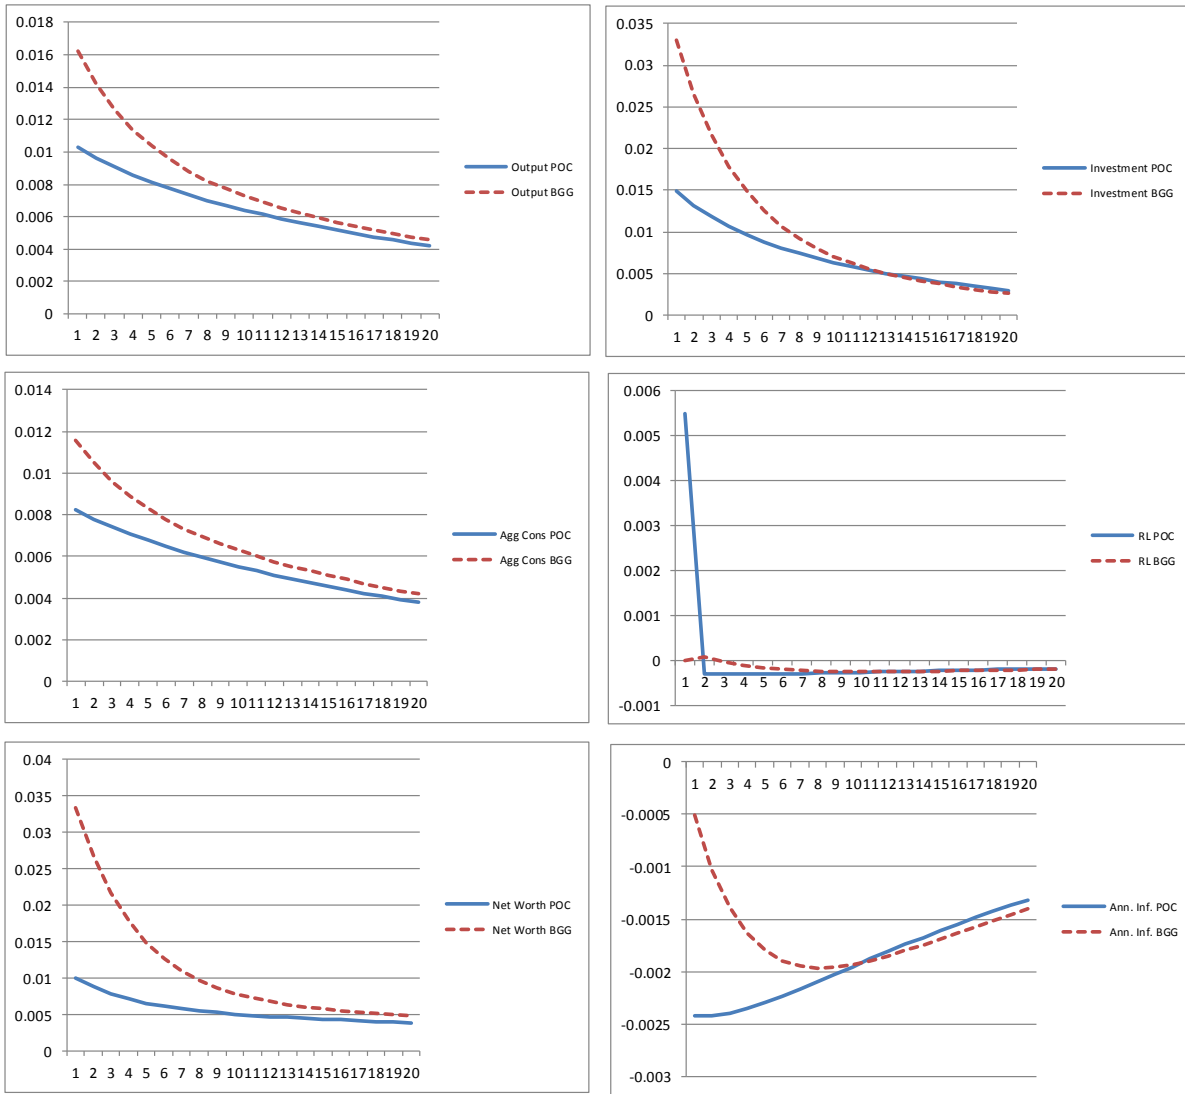 0.018
0.016
0.014
0.012
0.01
0.008
0.006
0.004
0.002
0
1 2 3 4 5 6 7 8 9 10 11 12 13 14 15 16 17 18 19 20
Output POC
Output BGG
0.035
0.03
0.025
0.02
0.015
0.01
0.005
0
1 2 3 4 5 6 7 8 9 10 11 12 13 14 15 16 17 18 19 20
Investment POC
Investment BGG
0.014
0.012
0.01
0.008
0.006
0.004
0.002
0
1 2 3 4 5 6 7 8 9 10 11 12 13 14 15 16 17 18 19 20
Agg Cons POC
Agg Cons BGG
0.006
0.005
0.004
0.003
0.002
0.001
0
-0.001
1 2 3 4 5 6 7 8 9 10 11 12 13 14 15 16 17 18 19 20
RL POC
RL BGG
0.04
0.035
0.03
0.025
0.02
0.015
0.01
0.005
0
1 2 3 4 5 6 7 8 9 10 11 12 13 14 15 16 17 18 19 20
Net Worth POC
Net Worth BGG
0
-0.0005
-0.001
-0.0015
-0.002
-0.0025
-0.003
1 2 3 4 5 6 7 8 9 10 11 12 13 14 15 16 17 18 19 20
Ann. Inf. POC
Ann. Inf. BGG